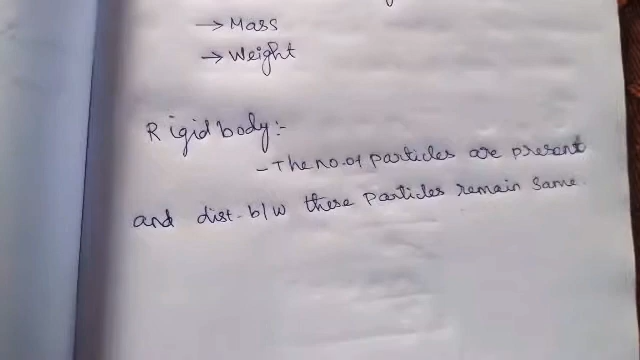 → Mass
→ Weight
Rigid body:-
- The no.of particles are present
and dist-b/w these particles remain same.